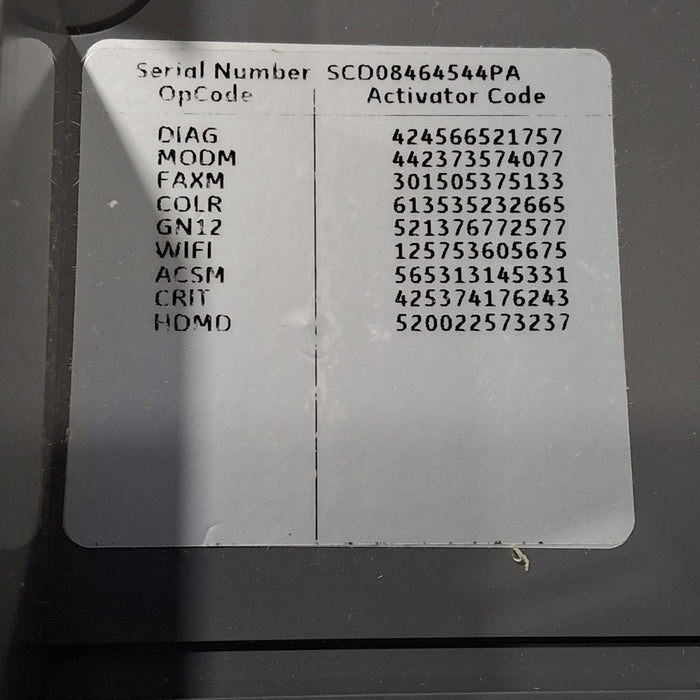 Serial Number SCD08464544PA
OpCode Activator Code
DIAG 424566521757
MODM 442373574077
FAXM 301505375133
COLR 613535232665
GN12 521376772577
WIFI 125753605675
ACSM 565313145331
CRIT 425374176243
HDMD 520022573237